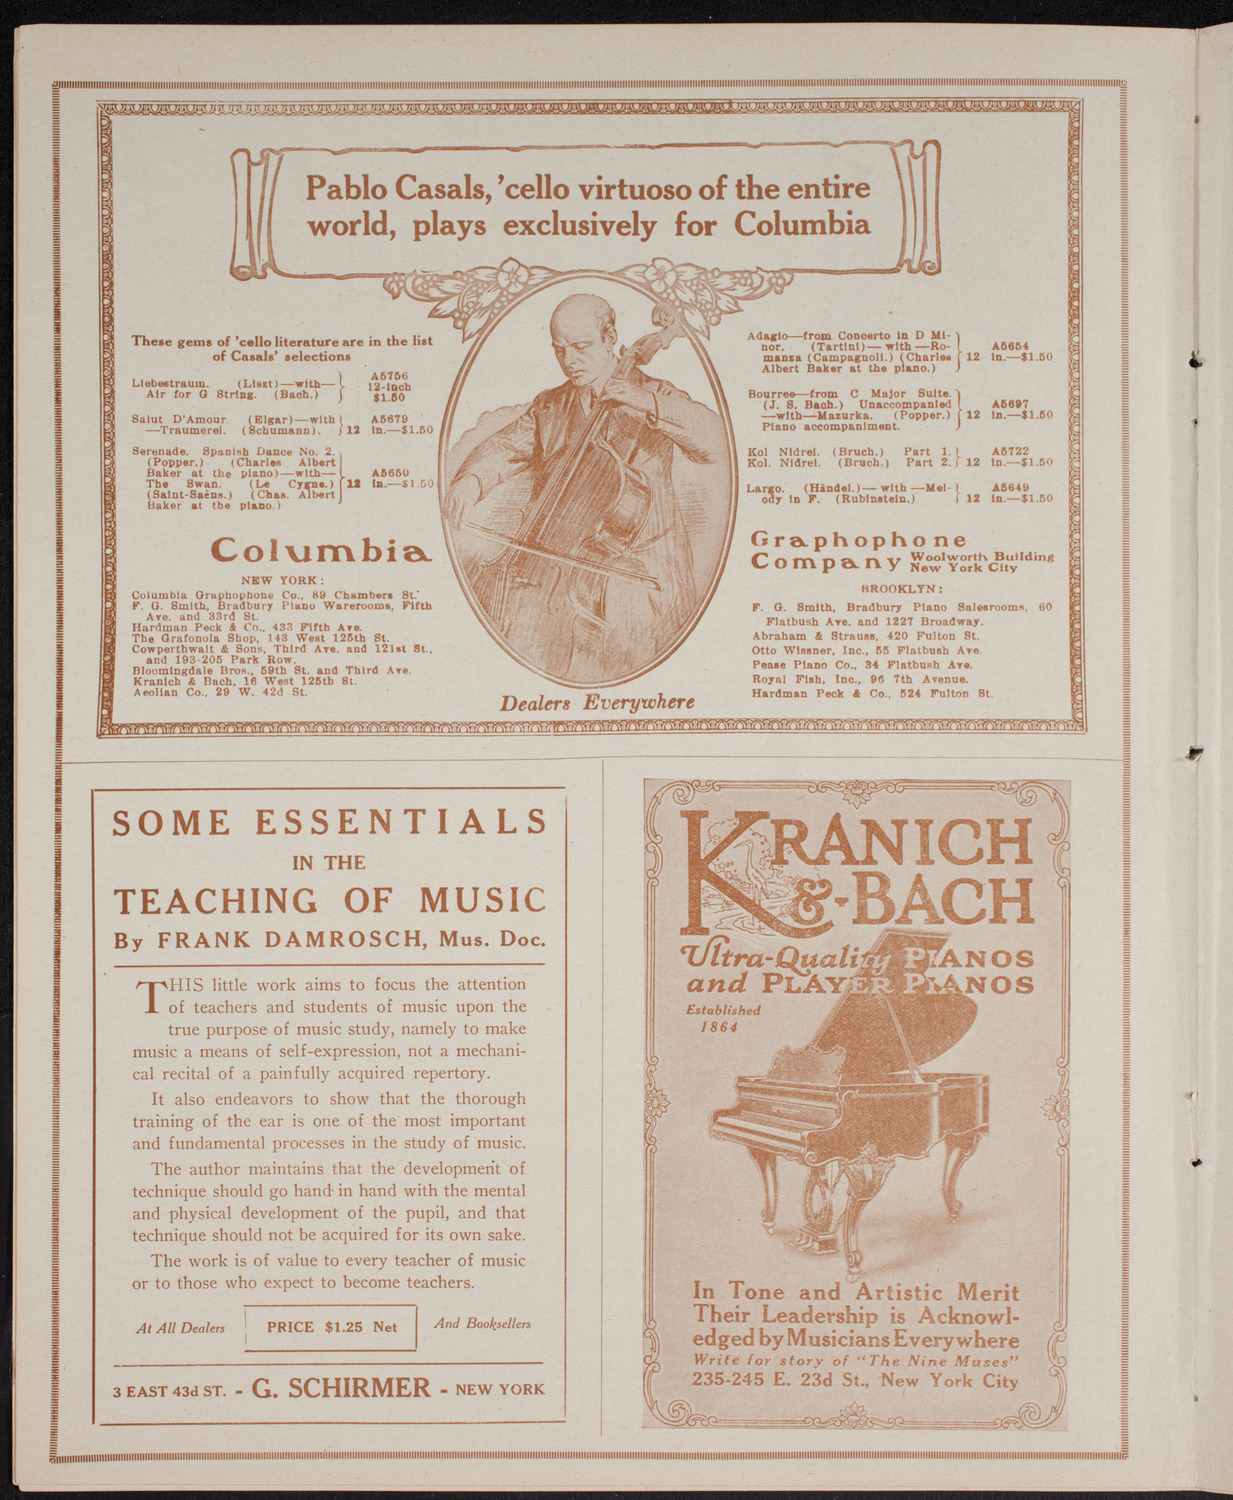 Pablo Casals, 'cello virtuoso of the entire
world, plays exclusively for Columbia
These gems of 'cello literature are in the list
of Casals' selections
Liebestraum. (Liszt)—with—
Air for G String. (Bach.)
A5756
12-inch
$1.50
Salut D'Amour. (Elgar)—with
—Traumerei. (Schumann).
A5679
12 in.—$1.50
Serenade. Spanish Dance No. 2.
(Popper.) (Charles Albert
Baker at the piano)—with—
The Swan. (Le Cygne.)
(Saint-Saëns.) (Chas. Albert
Baker at the piano.)
A5650
12 in.—$1.50
Adagio—from Concerto in D Mi-
nor. (Tartini)— with —Ro-
manza (Campagnoli.) (Charles
Albert Baker at the piano.)
A5654
12 in.—$1.50
Bourree—from C Major Suite.
(J. S. Bach.) Unaccompanied
—with—Mazurka. (Popper.)
Piano accompaniment.
A5697
12 in.—$1.50
Kol Nidrei. (Bruch.) Part 1.
Kol. Nidrei. (Bruch.) Part 2.
A5722
12 in.—$1.50
Largo. (Händel.)— with —Mel-
ody in F. (Rubinstein.)
A5649
12 in.—$1.50
Columbia
Graphophone
Company Woolworth Building
New York City
NEW YORK:
Columbia Graphophone Co., 89 Chambers St.
F. G. Smith, Bradbury Piano Warerooms, Fifth
Ave. and 33rd St.
Hardman Peck & Co., 433 Fifth Ave.
The Grafonola Shop, 143 West 125th St.
Cowperthwait & Sons, Third Ave. and 121st St.,
and 193-205 Park Row.
Bloomingdale Bros., 59th St. and Third Ave.
Kranich & Bach, 16 West 125th St.
Aeolian Co., 29 W. 42d St.
BROOKLYN:
F. G. Smith, Bradbury Piano Salesrooms, 60
Flatbush Ave. and 1227 Broadway.
Abraham & Strauss, 420 Fulton St.
Otto Wissner, Inc., 55 Flatbush Ave.
Pease Piano Co., 34 Flatbush Ave.
Royal Fish, Inc., 96 7th Avenue.
Hardman Peck & Co., 524 Fulton St.
Dealers Everywhere
SOME ESSENTIALS
IN THE
TEACHING OF MUSIC
By FRANK DAMROSCH, Mus. Doc.
THIS little work aims to focus the attention
of teachers and students of music upon the
true purpose of music study, namely to make
music a means of self-expression, not a mechani-
cal recital of a painfully acquired repertory.
It also endeavors to show that the thorough
training of the ear is one of the most important
and fundamental processes in the study of music.
The author maintains that the development of
technique should go hand in hand with the mental
and physical development of the pupil, and that
technique should not be acquired for its own sake.
The work is of value to every teacher of music
or to those who expect to become teachers.
At All Dealers PRICE $1.25 Net And Booksellers
3 EAST 43d ST. - G. SCHIRMER - NEW YORK
KRANICH
&-BACH
Ultra-Quality PIANOS
and PLAYER PIANOS
Established
1864
In Tone and Artistic Merit
Their Leadership is Acknowl-
edged by Musicians Everywhere
Write for story of "The Nine Muses"
235-245 E. 23d St., New York City